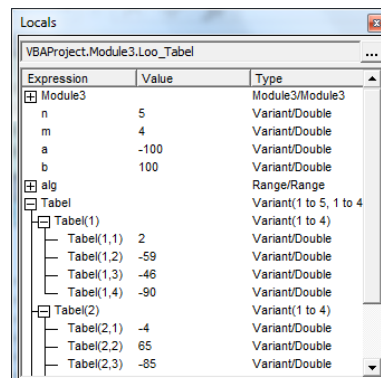 Locals
VBAProject.Module3.Loo_Tabel ...
Expression Value Type
Module3 Module3/Module3
n 5 Variant/Double
m 4 Variant/Double
a -100 Variant/Double
b 100 Variant/Double
alg Range/Range
Tabel Variant(1 to 5, 1 to 4
Tabel(1) Variant(1 to 4)
Tabel(1,1) 2 Variant/Double
Tabel(1,2) -59 Variant/Double
Tabel(1,3) -46 Variant/Double
Tabel(1,4) -90 Variant/Double
Tabel(2) Variant(1 to 4)
Tabel(2,1) -4 Variant/Double
Tabel(2,2) 65 Variant/Double
Tabel(2,3) -85 Variant/Double